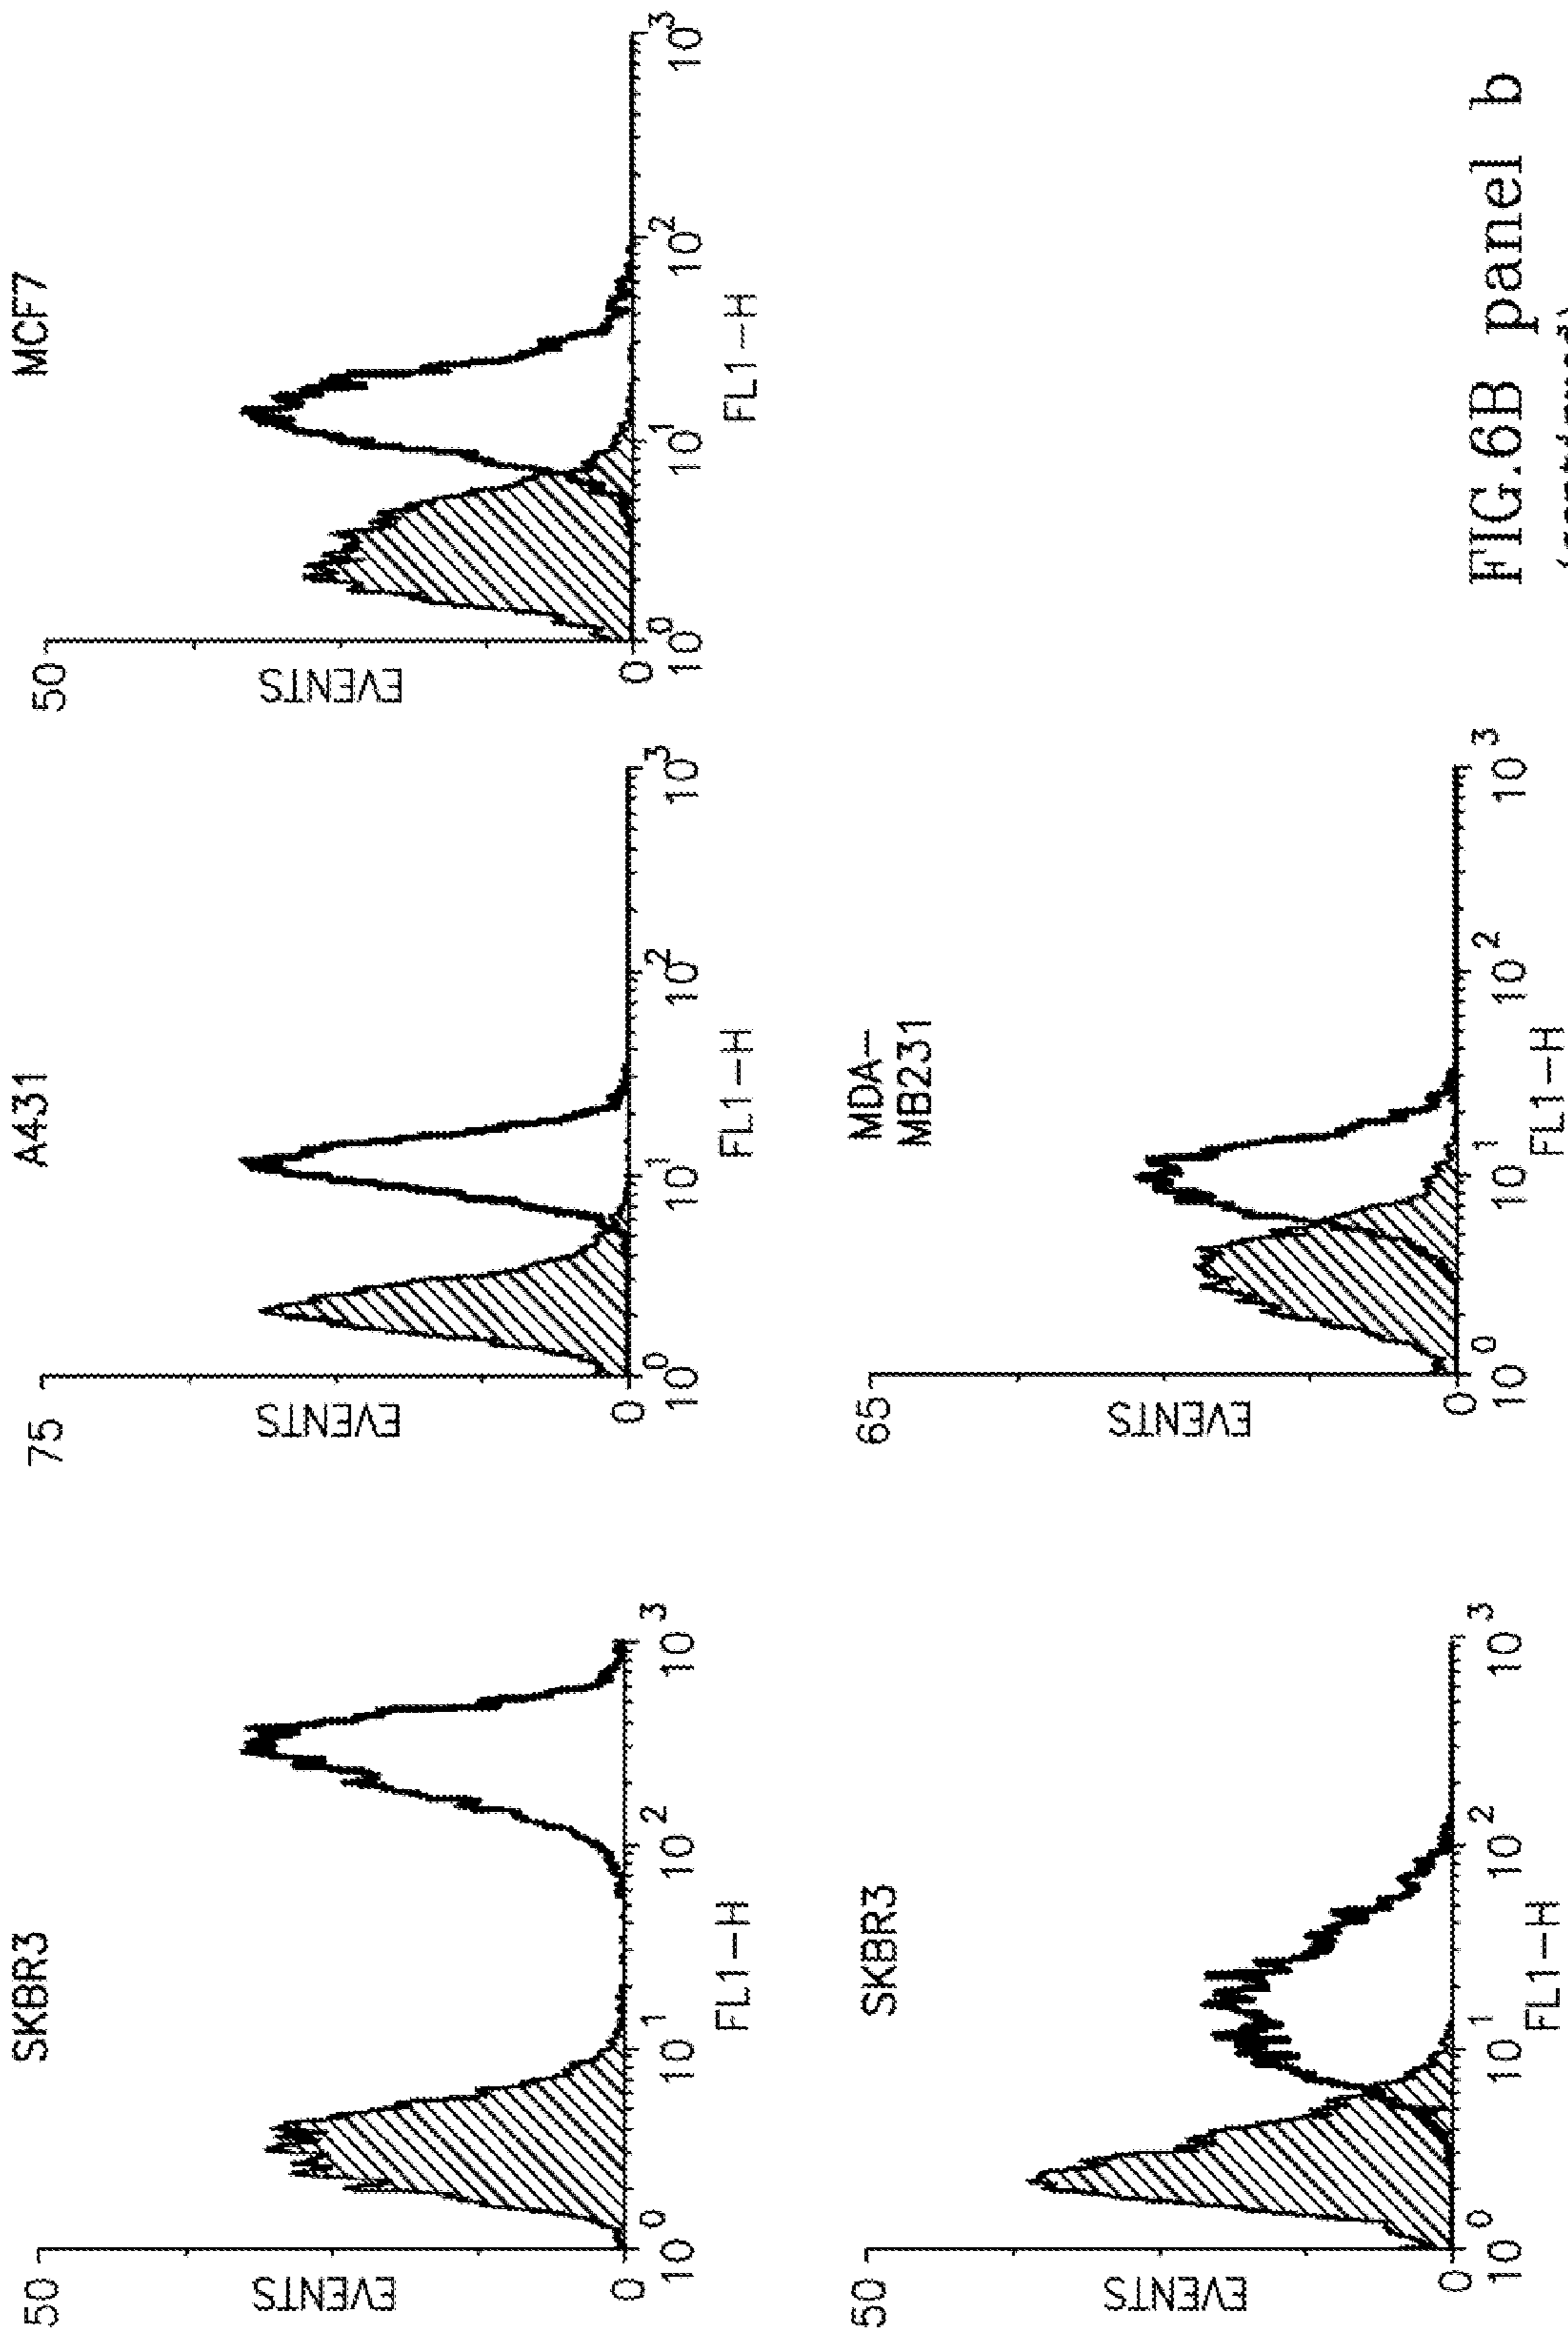 SKBR3
50
EVENTS
0
10^0 10^1 10^2 10^3
FL1-H
A431
75
EVENTS
0
10^0 10^1 10^2 10^3
FL1-H
MCF7
50
EVENTS
0
10^0 10^1 10^2 10^3
FL1-H
SKBR3
50
EVENTS
0
10^0 10^1 10^2 10^3
FL1-H
MDA-
MB231
65
EVENTS
0
10^0 10^1 10^2 10^3
FL1-H
FIG.6B panel b
(continued)